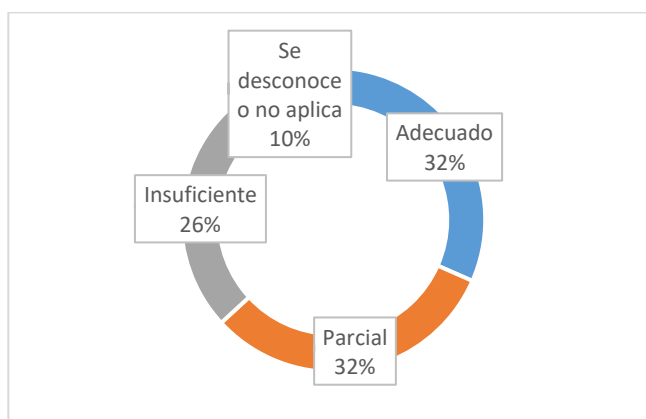 Se
desconoce
o no aplica
10%
Adecuado
32%
Insuficiente
26%
Parcial
32%